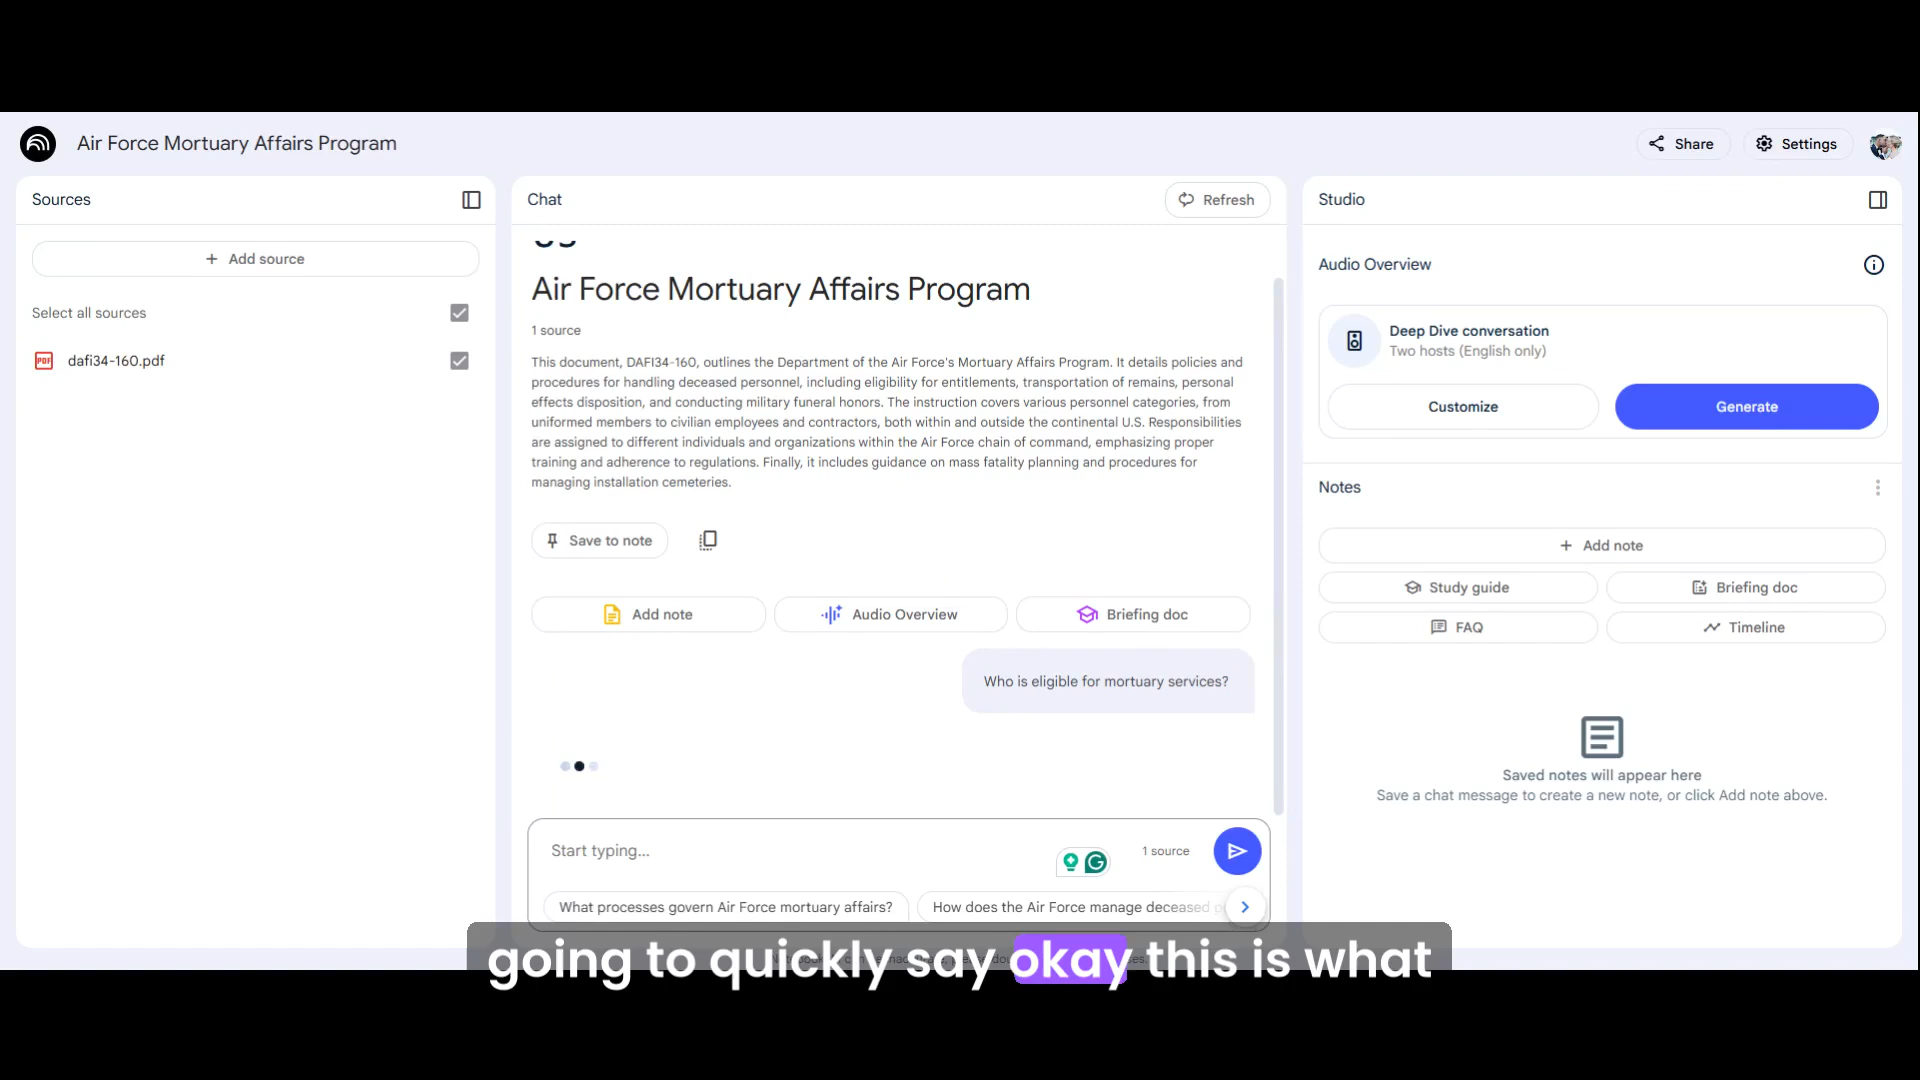 Air Force Mortuary Affairs Program
Share
Settings
Sources
Add source
Select all sources
PDF
dafi34-160.pdf
Chat
Refresh
Air Force Mortuary Affairs Program
1 source
This document, DAFI34-160, outlines the Department of the Air Force's Mortuary Affairs Program. It details policies and
procedures for handling deceased personnel, including eligibility for entitlements, transportation of remains, personal
effects disposition, and conducting military funeral honors. The instruction covers various personnel categories, from
uniformed members to civilian employees and contractors, both within and outside the continental U.S. Responsibilities
are assigned to different individuals and organizations within the Air Force chain of command, emphasizing proper
training and adherence to regulations. Finally, it includes guidance on mass fatality planning and procedures for
managing installation cemeteries.
Save to note
Add note
Audio Overview
Briefing doc
Who is eligible for mortuary services?
Start typing...
1 source
What processes govern Air Force mortuary affairs?
How does the Air Force manage deceased
Studio
Audio Overview
Deep Dive conversation
Two hosts (English only)
Customize
Generate
Notes
Add note
Study guide
Briefing doc
FAQ
Timeline
Saved notes will appear here
Save a chat message to create a new note, or click Add note above.
going to quickly say okay this is what